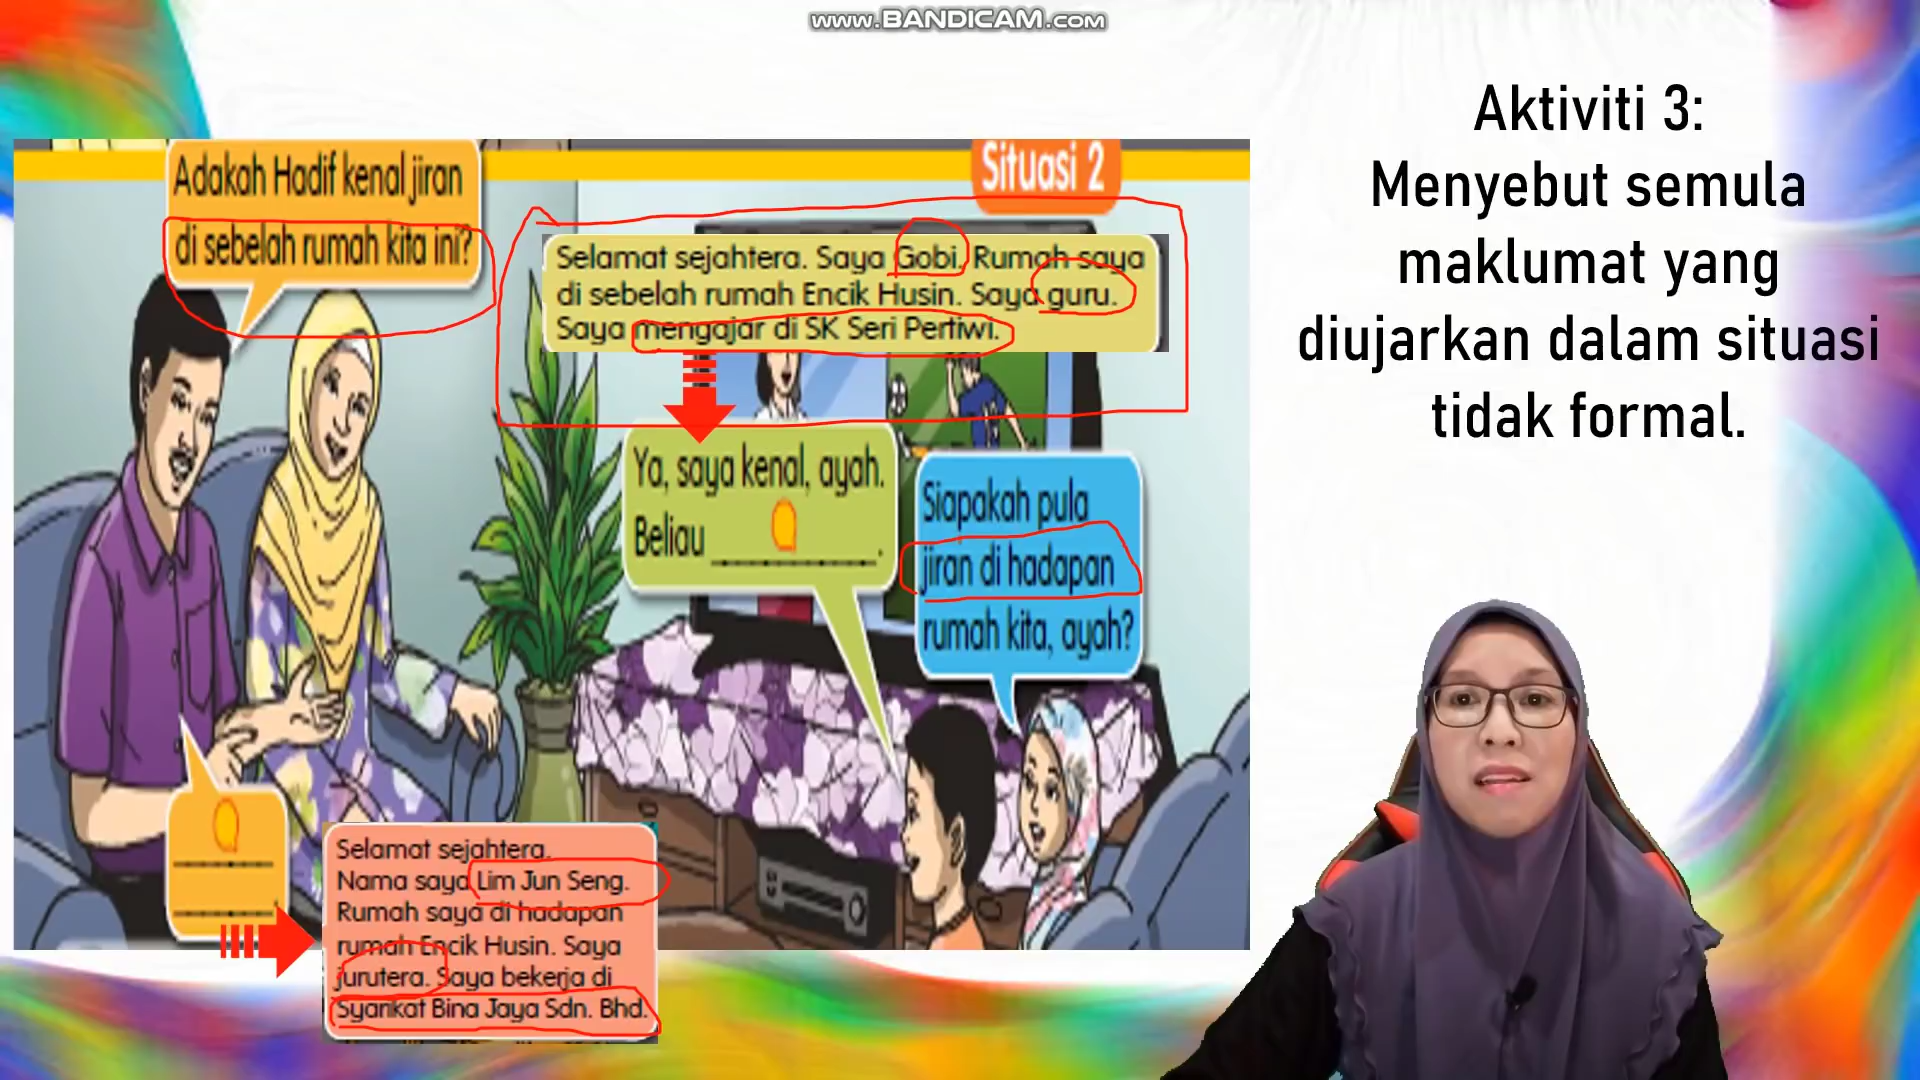 www.BANDICAM.com
Aktiviti 3:
Menyebut semula
maklumat yang
diujarkan dalam situasi
tidak formal.
Situasi 2
Adakah Hadif kenal jiran
di sebelah rumah kita ini?
Selamat sejahtera. Saya Gobi. Rumah saya
di sebelah rumah Encik Husin. Saya guru.
Saya mengajar di SK Seri Pertiwi.
Ya, saya kenal, ayah.
Beliau __________.
Siapakah pula
jiran di hadapan
rumah kita, ayah?
Selamat sejahtera.
Nama saya Lim Jun Seng.
Rumah saya di hadapan
rumah Encik Husin. Saya
jurutera. Saya bekerja di
Syarikat Bina Jaya Sdn. Bhd.